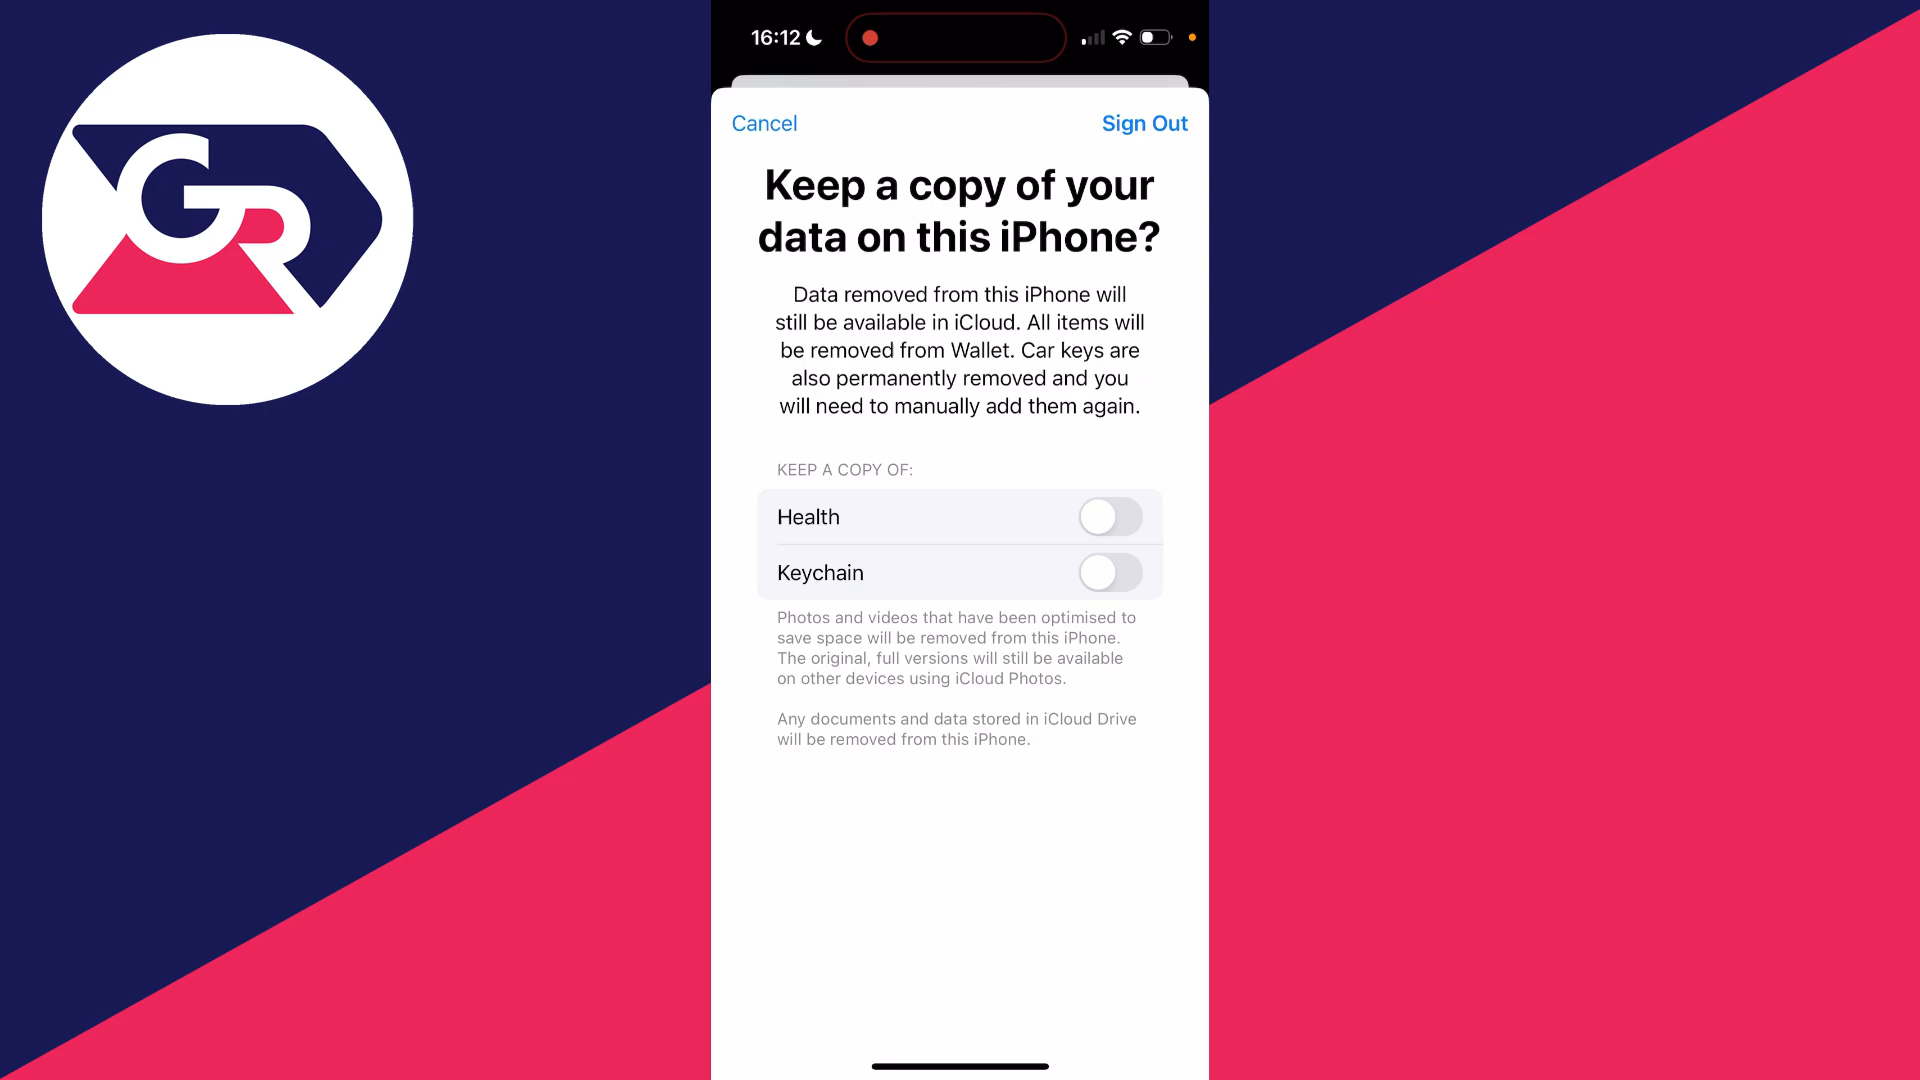 GR
16:12
Cancel
Sign Out
Keep a copy of your
data on this iPhone?
Data removed from this iPhone will
still be available in iCloud. All items will
be removed from Wallet. Car keys are
also permanently removed and you
will need to manually add them again.
KEEP A COPY OF:
Health
Keychain
Photos and videos that have been optimised to
save space will be removed from this iPhone.
The original, full versions will still be available
on other devices using iCloud Photos.
Any documents and data stored in iCloud Drive
will be removed from this iPhone.